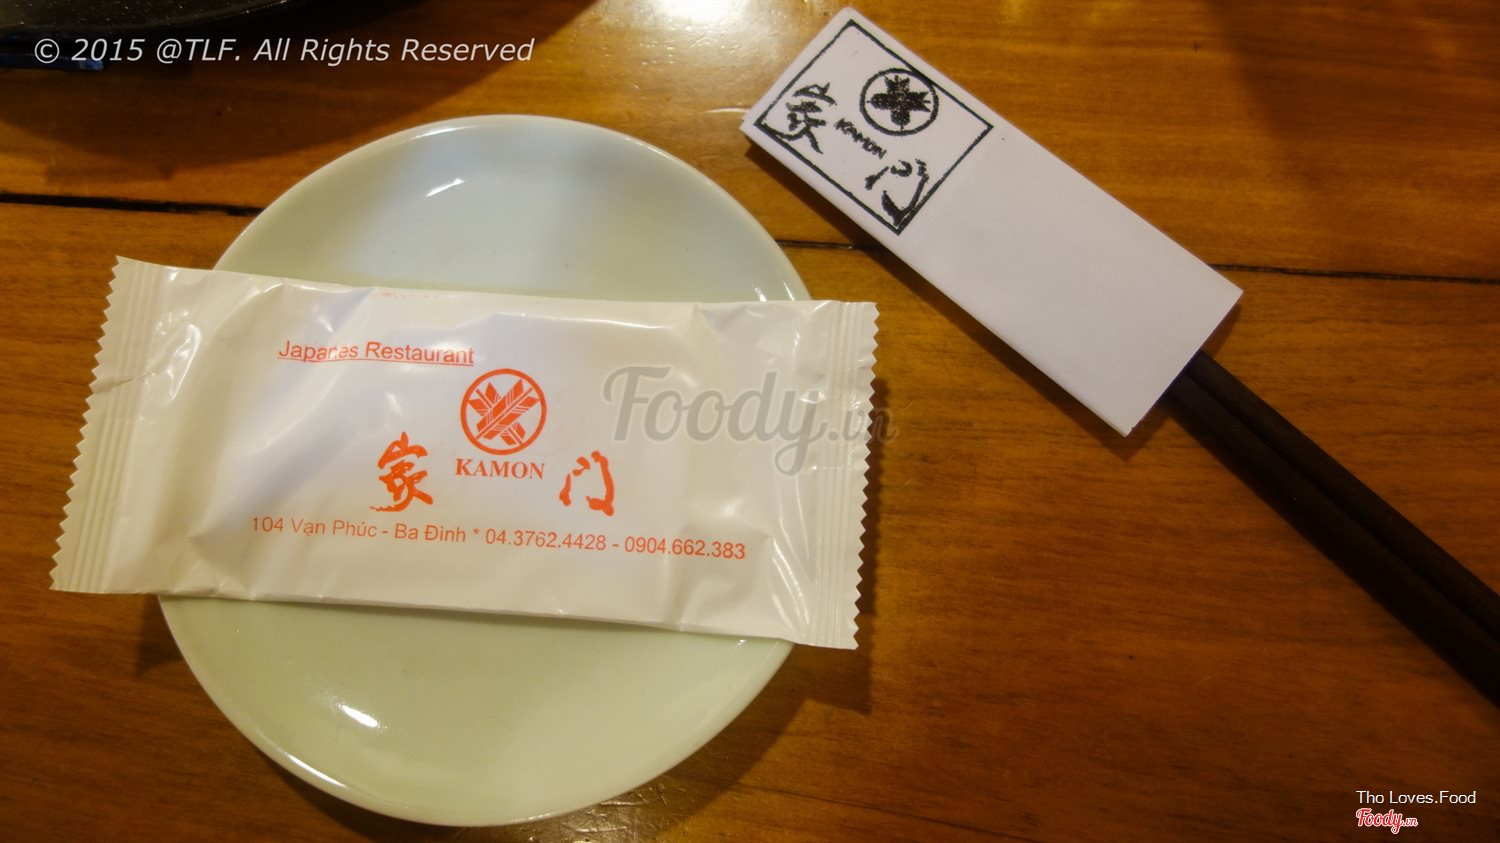 © 2015 @TLF. All Rights Reserved
家 KAMON 门
Japanes Restaurant
家 KAMON 门
104 Vạn Phúc - Ba Đình * 04.3762.4428 - 0904.662.383
Foody.vn
Tho Loves.Food
Foody.vn